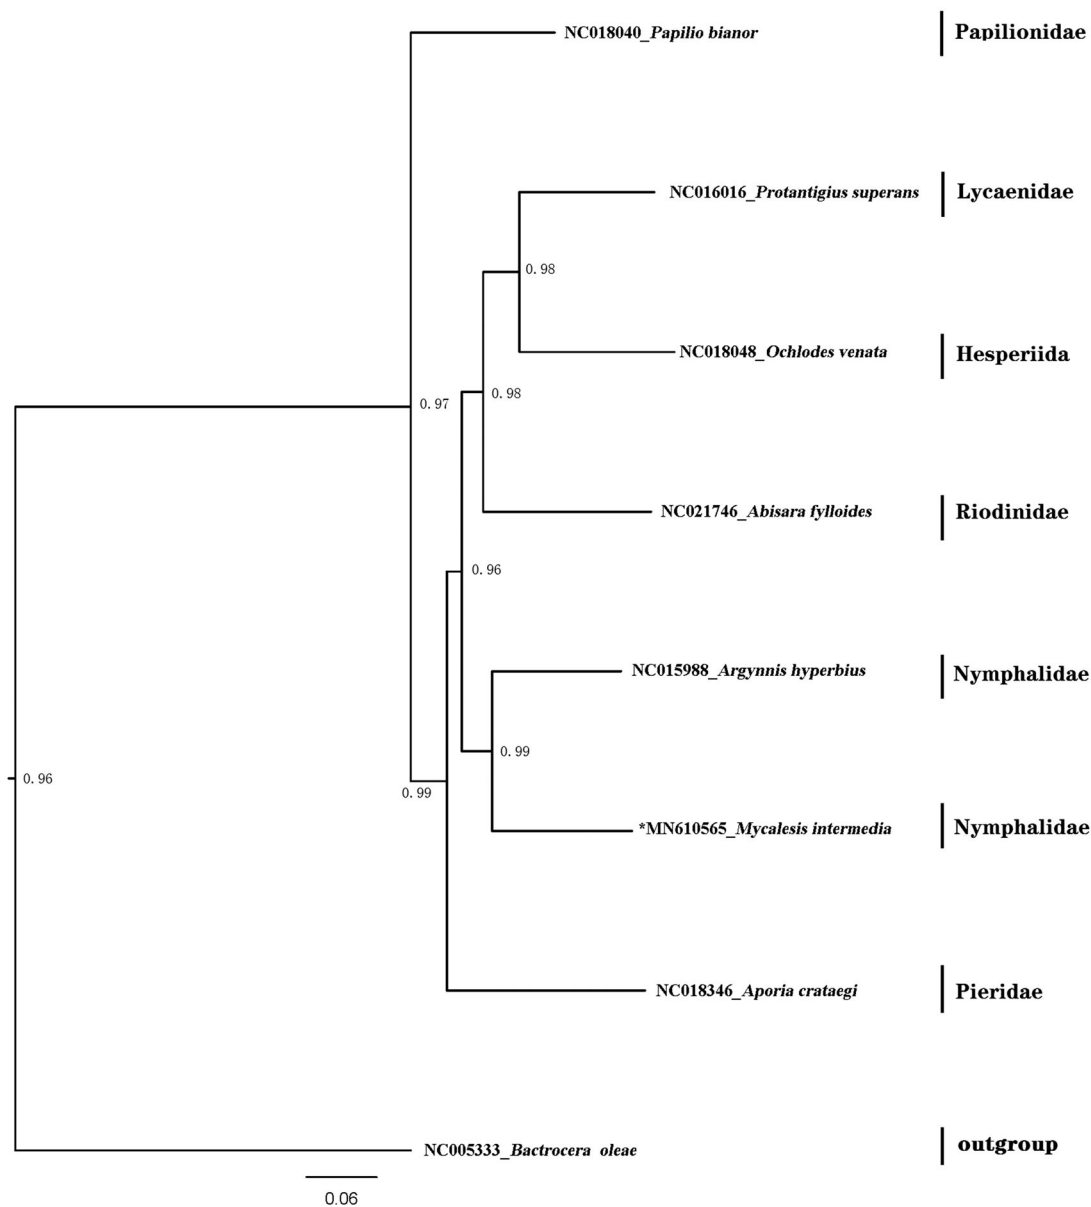 NC018040_Papilio bianor Papilionidae
NC016016_Protantigius superans Lycaenidae
0.98
NC018048_Ochlodes venata Hesperiida
0.98
0.97
NC021746_Abisara fylloides Riodinidae
0.96
NC015988_Argynnis hyperbius Nymphalidae
0.99
0.96
0.99
*MN610565_Mycalesis intermedia Nymphalidae
NC018346_Aporia crataegi Pieridae
NC005333_Bactrocera oleae outgroup
0.06